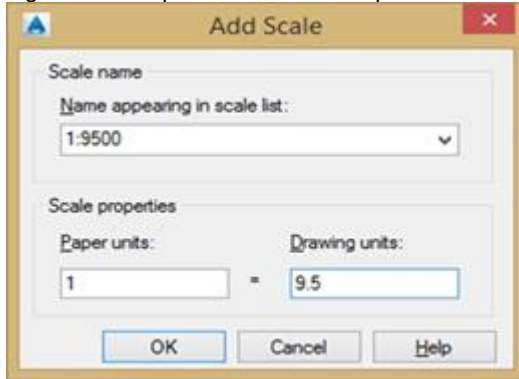 Add Scale
Scale name
Name appearing in scale list:
1:9500
Scale properties
Paper units: Drawing units:
1 = 9.5
OK Cancel Help